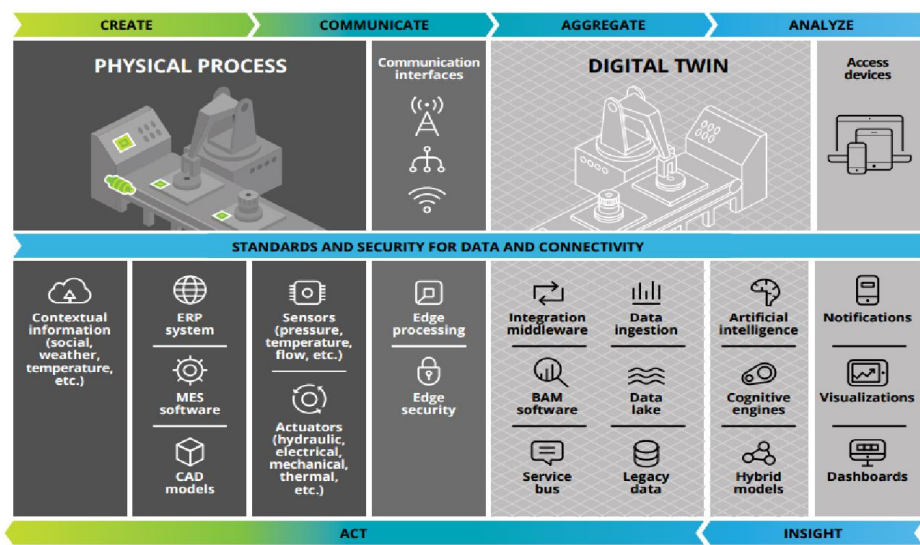 CREATE
COMMUNICATE
AGGREGATE
ANALYZE
PHYSICAL PROCESS
Communication
interfaces
DIGITAL TWIN
Access
devices
STANDARDS AND SECURITY FOR DATA AND CONNECTIVITY
Contextual
information
(social,
weather,
temperature,
etc.)
ERP
system
MES
software
CAD
models
Sensors
(pressure,
temperature,
flow, etc.)
Actuators
(hydraulic,
electrical,
mechanical,
thermal,
etc.)
Edge
processing
Edge
security
Integration
middleware
BAM
software
Service
bus
Data
ingestion
Data
lake
Legacy
data
Artificial
intelligence
Cognitive
engines
Hybrid
models
Notifications
Visualizations
Dashboards
ACT
INSIGHT